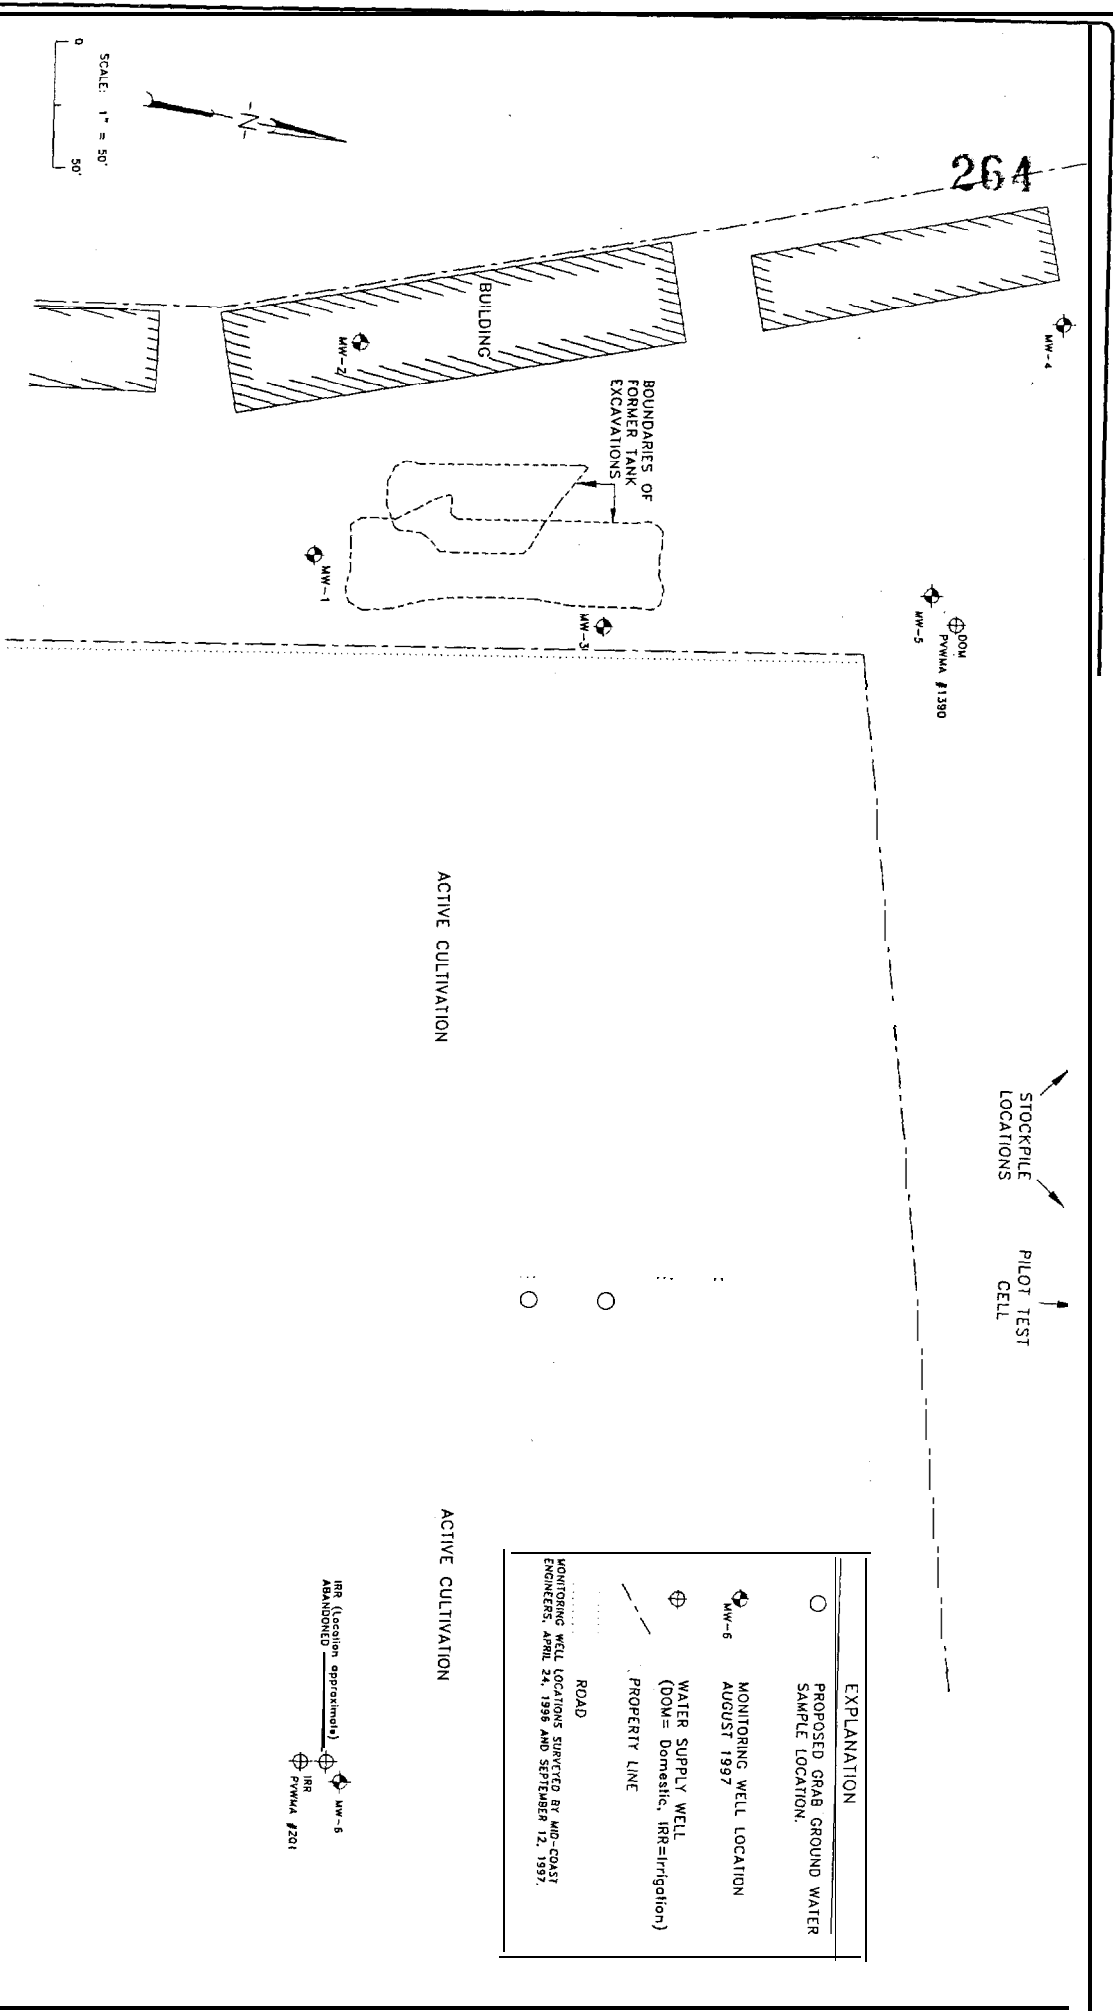 264
SCALE: 1" = 50'
0
50'
-N-
BUILDING
MW-2
MW-4
BOUNDARIES OF
FORMER TANK
EXCAVATIONS
MW-1
MW-3
MW-5
DOM
PVWMA #1390
ACTIVE CULTIVATION
STOCKPILE
LOCATIONS
PILOT TEST
CELL
ACTIVE CULTIVATION
IRR (Location approximate)
ABANDONED
MW-6
IRR
PVWMA #201
EXPLANATION
PROPOSED GRAB GROUND WATER
SAMPLE LOCATION.
MW-6
MONITORING WELL LOCATION
AUGUST 1997
WATER SUPPLY WELL
(DOM= Domestic, IRR=Irrigation)
PROPERTY LINE
ROAD
MONITORING WELL LOCATIONS SURVEYED BY MID-COAST
ENGINEERS, APRIL 24, 1996 AND SEPTEMBER 12, 1997.